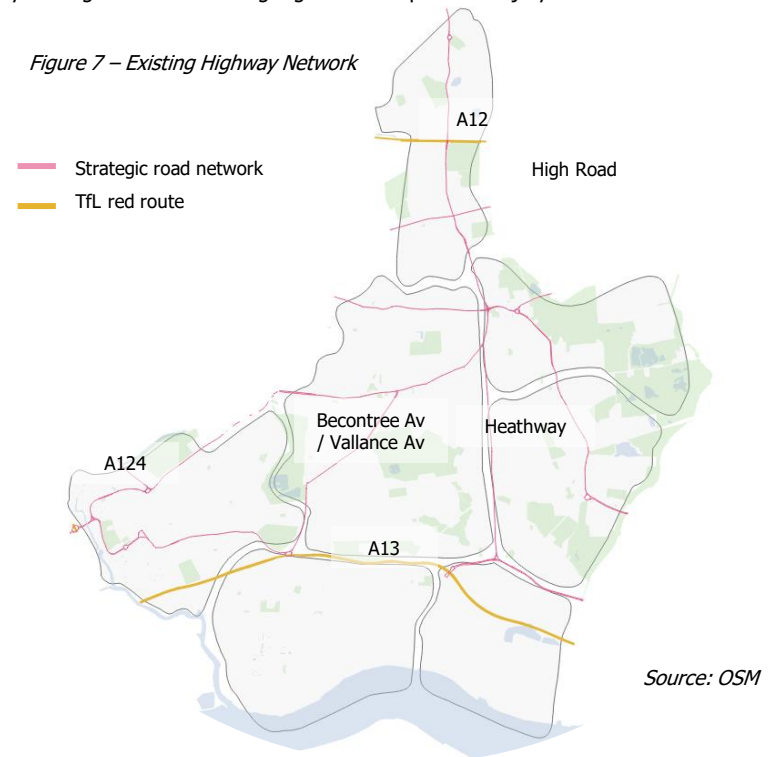 Figure 7 – Existing Highway Network
A12
Strategic road network
High Road
TfL red route
Becontree Av
/ Vallance Av
Heathway
A124
A13
Source: OSM